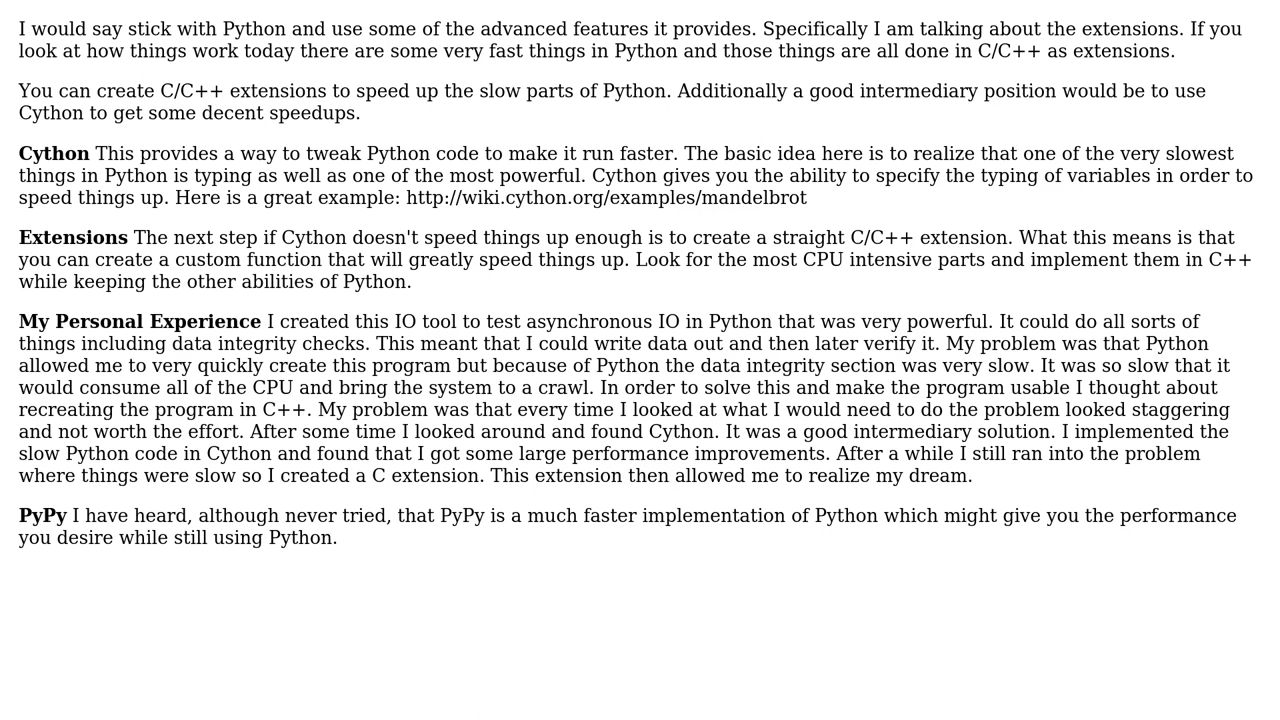 I would say stick with Python and use some of the advanced features it provides. Specifically I am talking about the extensions. If you
look at how things work today there are some very fast things in Python and those things are all done in C/C++ as extensions.
You can create C/C++ extensions to speed up the slow parts of Python. Additionally a good intermediary position would be to use
Cython to get some decent speedups.
Cython This provides a way to tweak Python code to make it run faster. The basic idea here is to realize that one of the very slowest
things in Python is typing as well as one of the most powerful. Cython gives you the ability to specify the typing of variables in order to
speed things up. Here is a great example: http://wiki.cython.org/examples/mandelbrot
Extensions The next step if Cython doesn't speed things up enough is to create a straight C/C++ extension. What this means is that
you can create a custom function that will greatly speed things up. Look for the most CPU intensive parts and implement them in C++
while keeping the other abilities of Python.
My Personal Experience I created this IO tool to test asynchronous IO in Python that was very powerful. It could do all sorts of
things including data integrity checks. This meant that I could write data out and then later verify it. My problem was that Python
allowed me to very quickly create this program but because of Python the data integrity section was very slow. It was so slow that it
would consume all of the CPU and bring the system to a crawl. In order to solve this and make the program usable I thought about
recreating the program in C++. My problem was that every time I looked at what I would need to do the problem looked staggering
and not worth the effort. After some time I looked around and found Cython. It was a good intermediary solution. I implemented the
slow Python code in Cython and found that I got some large performance improvements. After a while I still ran into the problem
where things were slow so I created a C extension. This extension then allowed me to realize my dream.
PyPy I have heard, although never tried, that PyPy is a much faster implementation of Python which might give you the performance
you desire while still using Python.